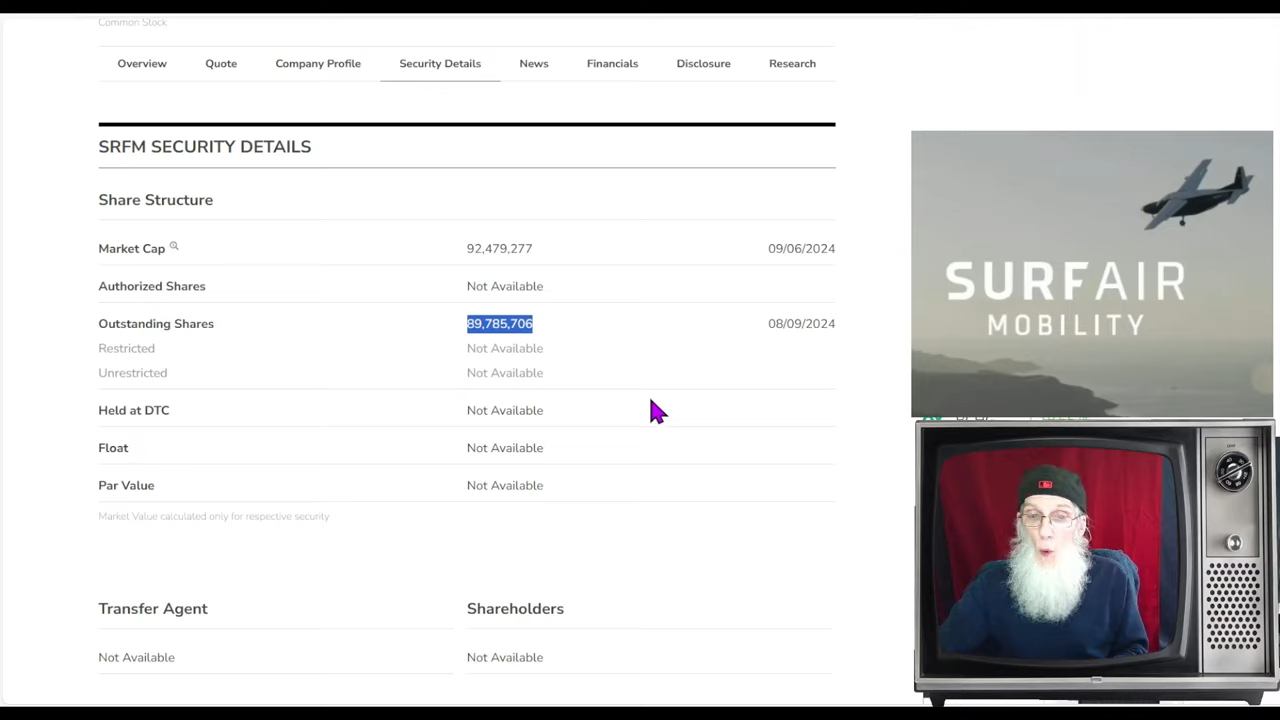 Common Stock
Overview Quote Company Profile Security Details News Financials Disclosure Research
SRFM SECURITY DETAILS
Share Structure
Market Cap 92,479,277 09/06/2024
Authorized Shares Not Available
Outstanding Shares 89,785,706 08/09/2024
Restricted Not Available
Unrestricted Not Available
Held at DTC Not Available
Float Not Available
Par Value Not Available
Market Value calculated only for respective security
Transfer Agent Shareholders
Not Available Not Available
SURFAIR
MOBILITY